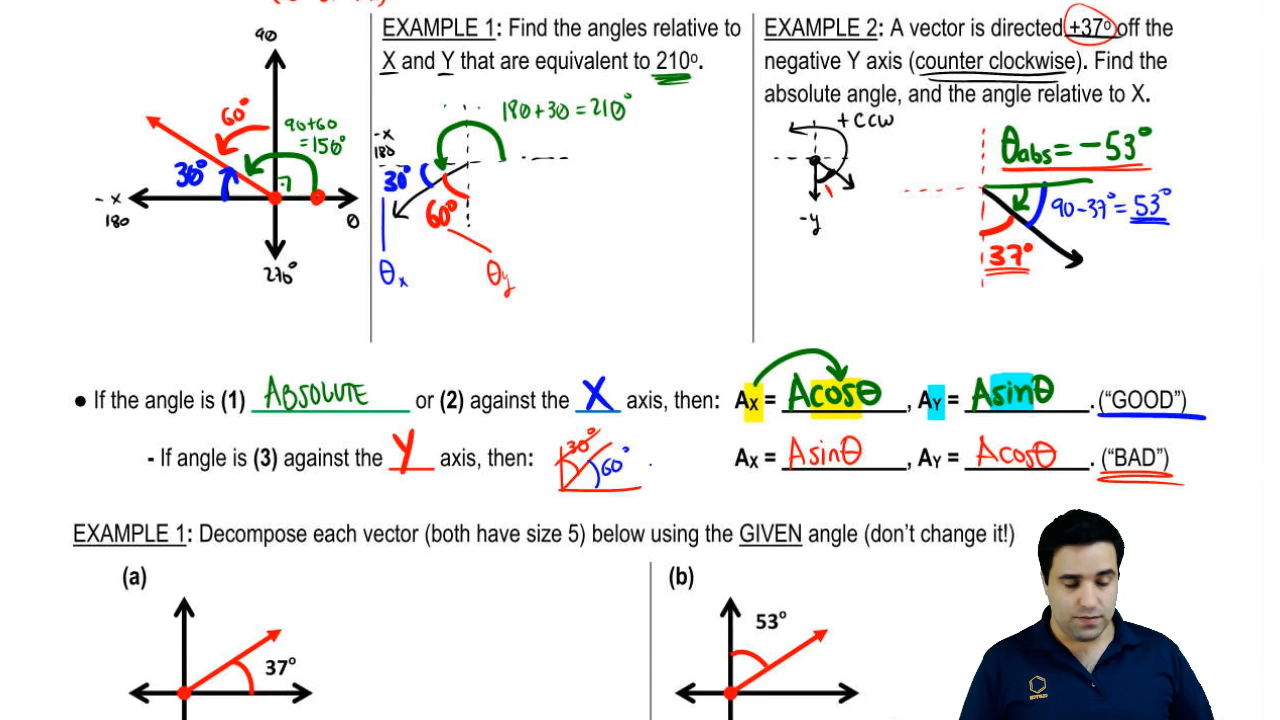 90
60°
90+60
=150°
30°
- x
180
0
270°
EXAMPLE 1: Find the angles relative to
X and Y that are equivalent to 210°.
180+30 = 210°
-x
180
30°
60°
θx
θy
EXAMPLE 2: A vector is directed +37° off the
negative Y axis (counter clockwise). Find the
absolute angle, and the angle relative to X.
+ CCW
-y
θabs = -53°
90-37° = 53°
37°
● If the angle is (1) ABSOLUTE or (2) against the X axis, then: AX = Acosθ, AY = Asinθ. ("GOOD")
- If angle is (3) against the Y axis, then: 30° 60° AX = Asinθ, AY = Acosθ. ("BAD")
EXAMPLE 1: Decompose each vector (both have size 5) below using the GIVEN angle (don't change it!)
(a)
37°
(b)
53°